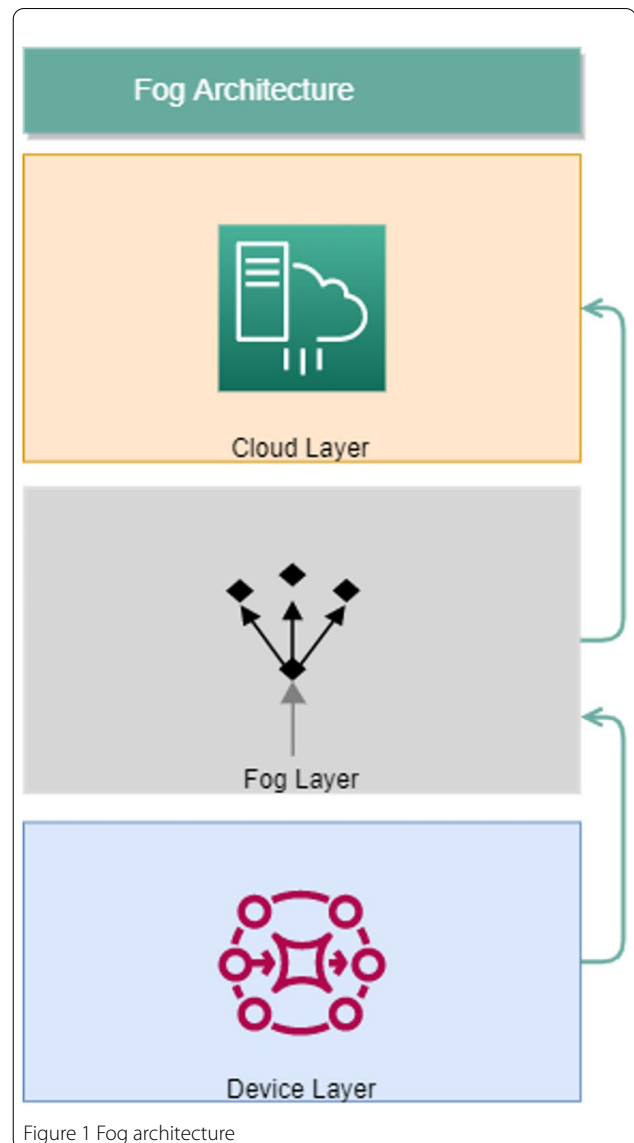 Fog Architecture
Cloud Layer
Fog Layer
Device Layer
Figure 1 Fog architecture